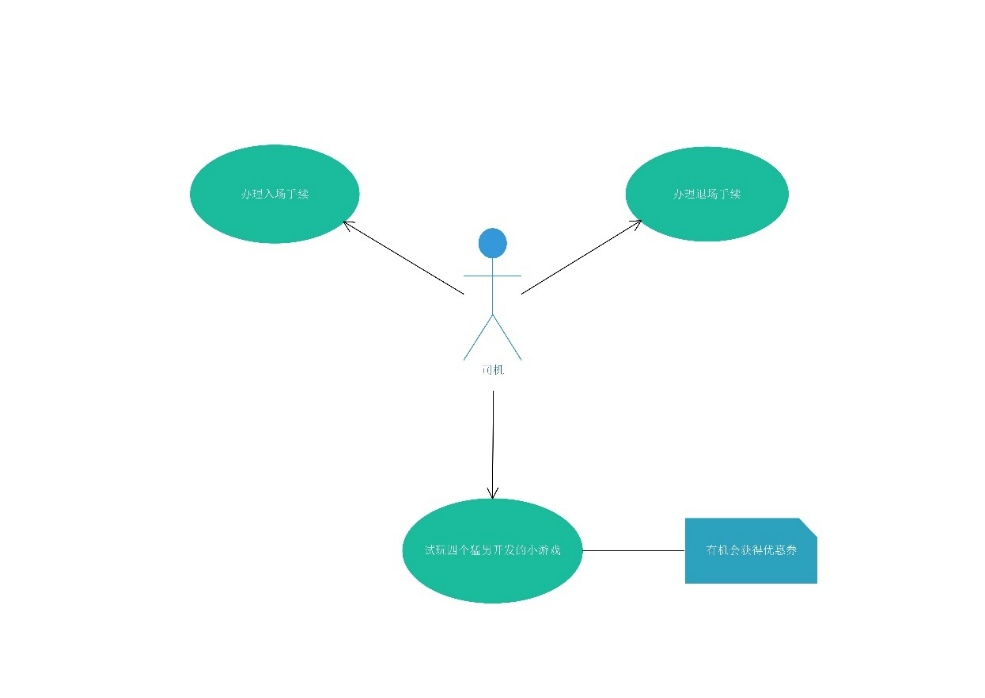 办理入场手续
办理退场手续
司机
试玩四个猛男开发的小游戏
有机会获得优惠券